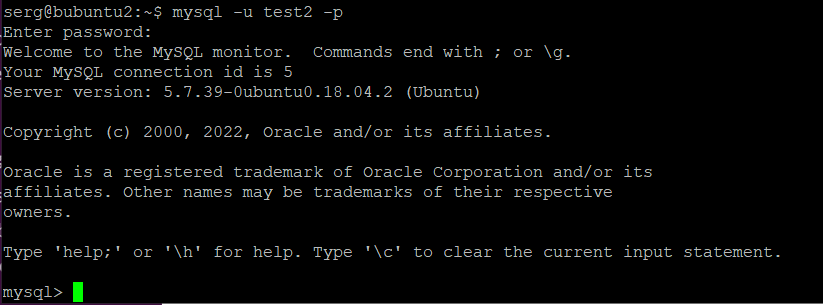 serg@bubuntu2:~$ mysql -u test2 -p
Enter password:
Welcome to the MySQL monitor.  Commands end with ; or \g.
Your MySQL connection id is 5
Server version: 5.7.39-0ubuntu0.18.04.2 (Ubuntu)

Copyright (c) 2000, 2022, Oracle and/or its affiliates.

Oracle is a registered trademark of Oracle Corporation and/or its
affiliates. Other names may be trademarks of their respective
owners.

Type 'help;' or '\h' for help. Type '\c' to clear the current input statement.

mysql>